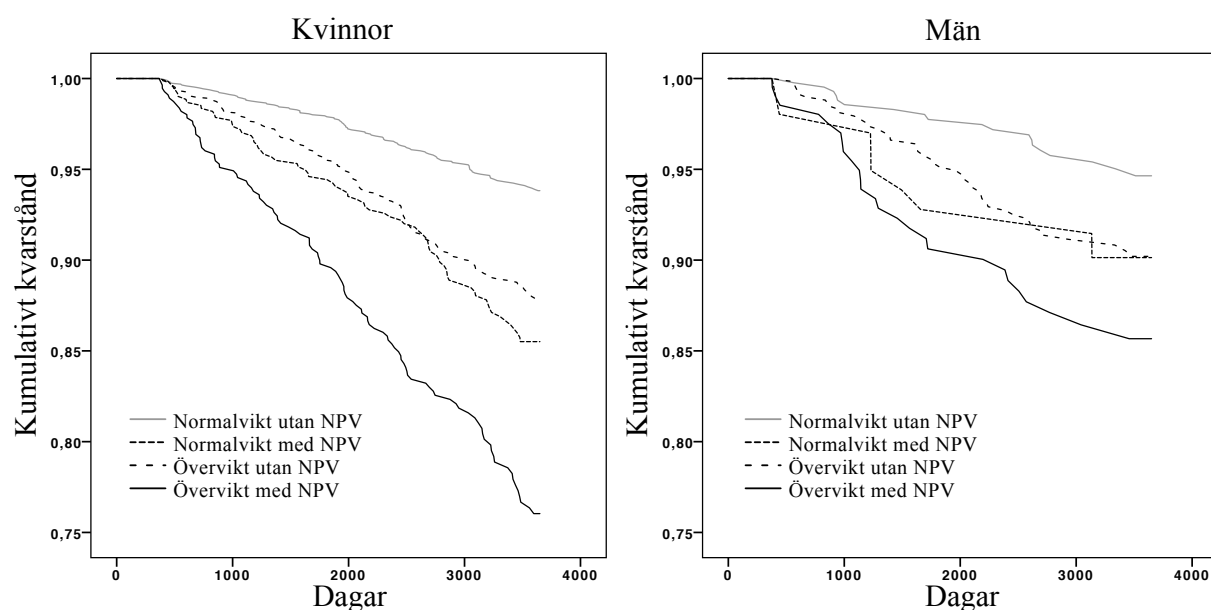 Kvinnor
Kumulativt kvarstånd
1,00
0,95
0,90
0,85
0,80
0,75
Normalvikt utan NPV
Normalvikt med NPV
Övervikt utan NPV
Övervikt med NPV
0 1000 2000 3000 4000
Dagar
Män
Kumulativt kvarstånd
1,00
0,95
0,90
0,85
0,80
0,75
Normalvikt utan NPV
Normalvikt med NPV
Övervikt utan NPV
Övervikt med NPV
0 1000 2000 3000 4000
Dagar